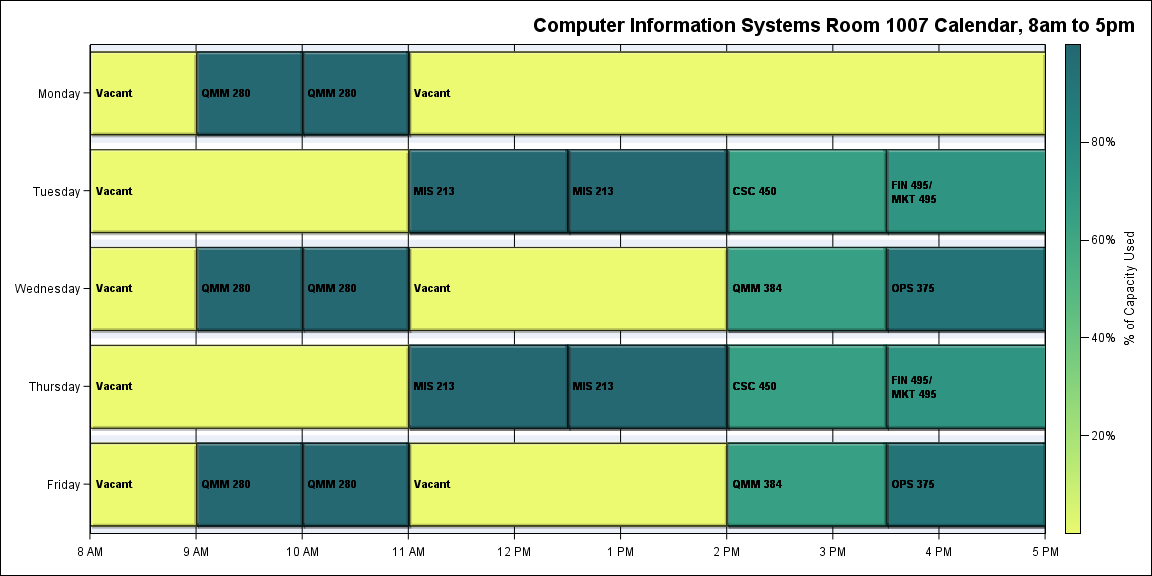 Computer Information Systems Room 1007 Calendar, 8am to 5pm
Monday
Vacant
QMM 280
QMM 280
Vacant
Tuesday
Vacant
MIS 213
MIS 213
CSC 450
FIN 495/
MKT 495
Wednesday
Vacant
QMM 280
QMM 280
Vacant
QMM 384
OPS 375
Thursday
Vacant
MIS 213
MIS 213
CSC 450
FIN 495/
MKT 495
Friday
Vacant
QMM 280
QMM 280
Vacant
QMM 384
OPS 375
8 AM
9 AM
10 AM
11 AM
12 PM
1 PM
2 PM
3 PM
4 PM
5 PM
80%
60%
40%
20%
% of Capacity Used